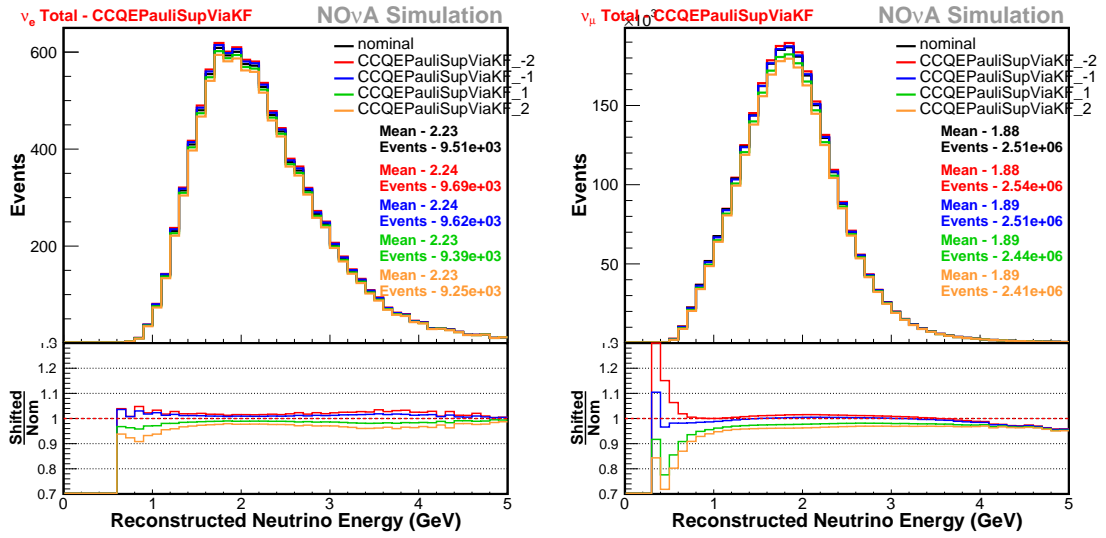 ν_e Total - CCQEPauliSupViaKF
NOνA Simulation
600
400
200
Events
nominal
CCQEPauliSupViaKF_-2
CCQEPauliSupViaKF_-1
CCQEPauliSupViaKF_1
CCQEPauliSupViaKF_2
Mean - 2.23
Events - 9.51e+03
Mean - 2.24
Events - 9.69e+03
Mean - 2.24
Events - 9.62e+03
Mean - 2.23
Events - 9.39e+03
Mean - 2.23
Events - 9.25e+03
1.3
1.2
1.1
1.0
0.9
0.8
0.7
Shifted
Nom
0 1 2 3 4 5
Reconstructed Neutrino Energy (GeV)
ν_μ Total - CCQEPauliSupViaKF
×10³
NOνA Simulation
150
100
50
Events
nominal
CCQEPauliSupViaKF_-2
CCQEPauliSupViaKF_-1
CCQEPauliSupViaKF_1
CCQEPauliSupViaKF_2
Mean - 1.88
Events - 2.51e+06
Mean - 1.88
Events - 2.54e+06
Mean - 1.89
Events - 2.51e+06
Mean - 1.89
Events - 2.44e+06
Mean - 1.89
Events - 2.41e+06
1.3
1.2
1.1
1.0
0.9
0.8
0.7
Shifted
Nom
0 1 2 3 4 5
Reconstructed Neutrino Energy (GeV)